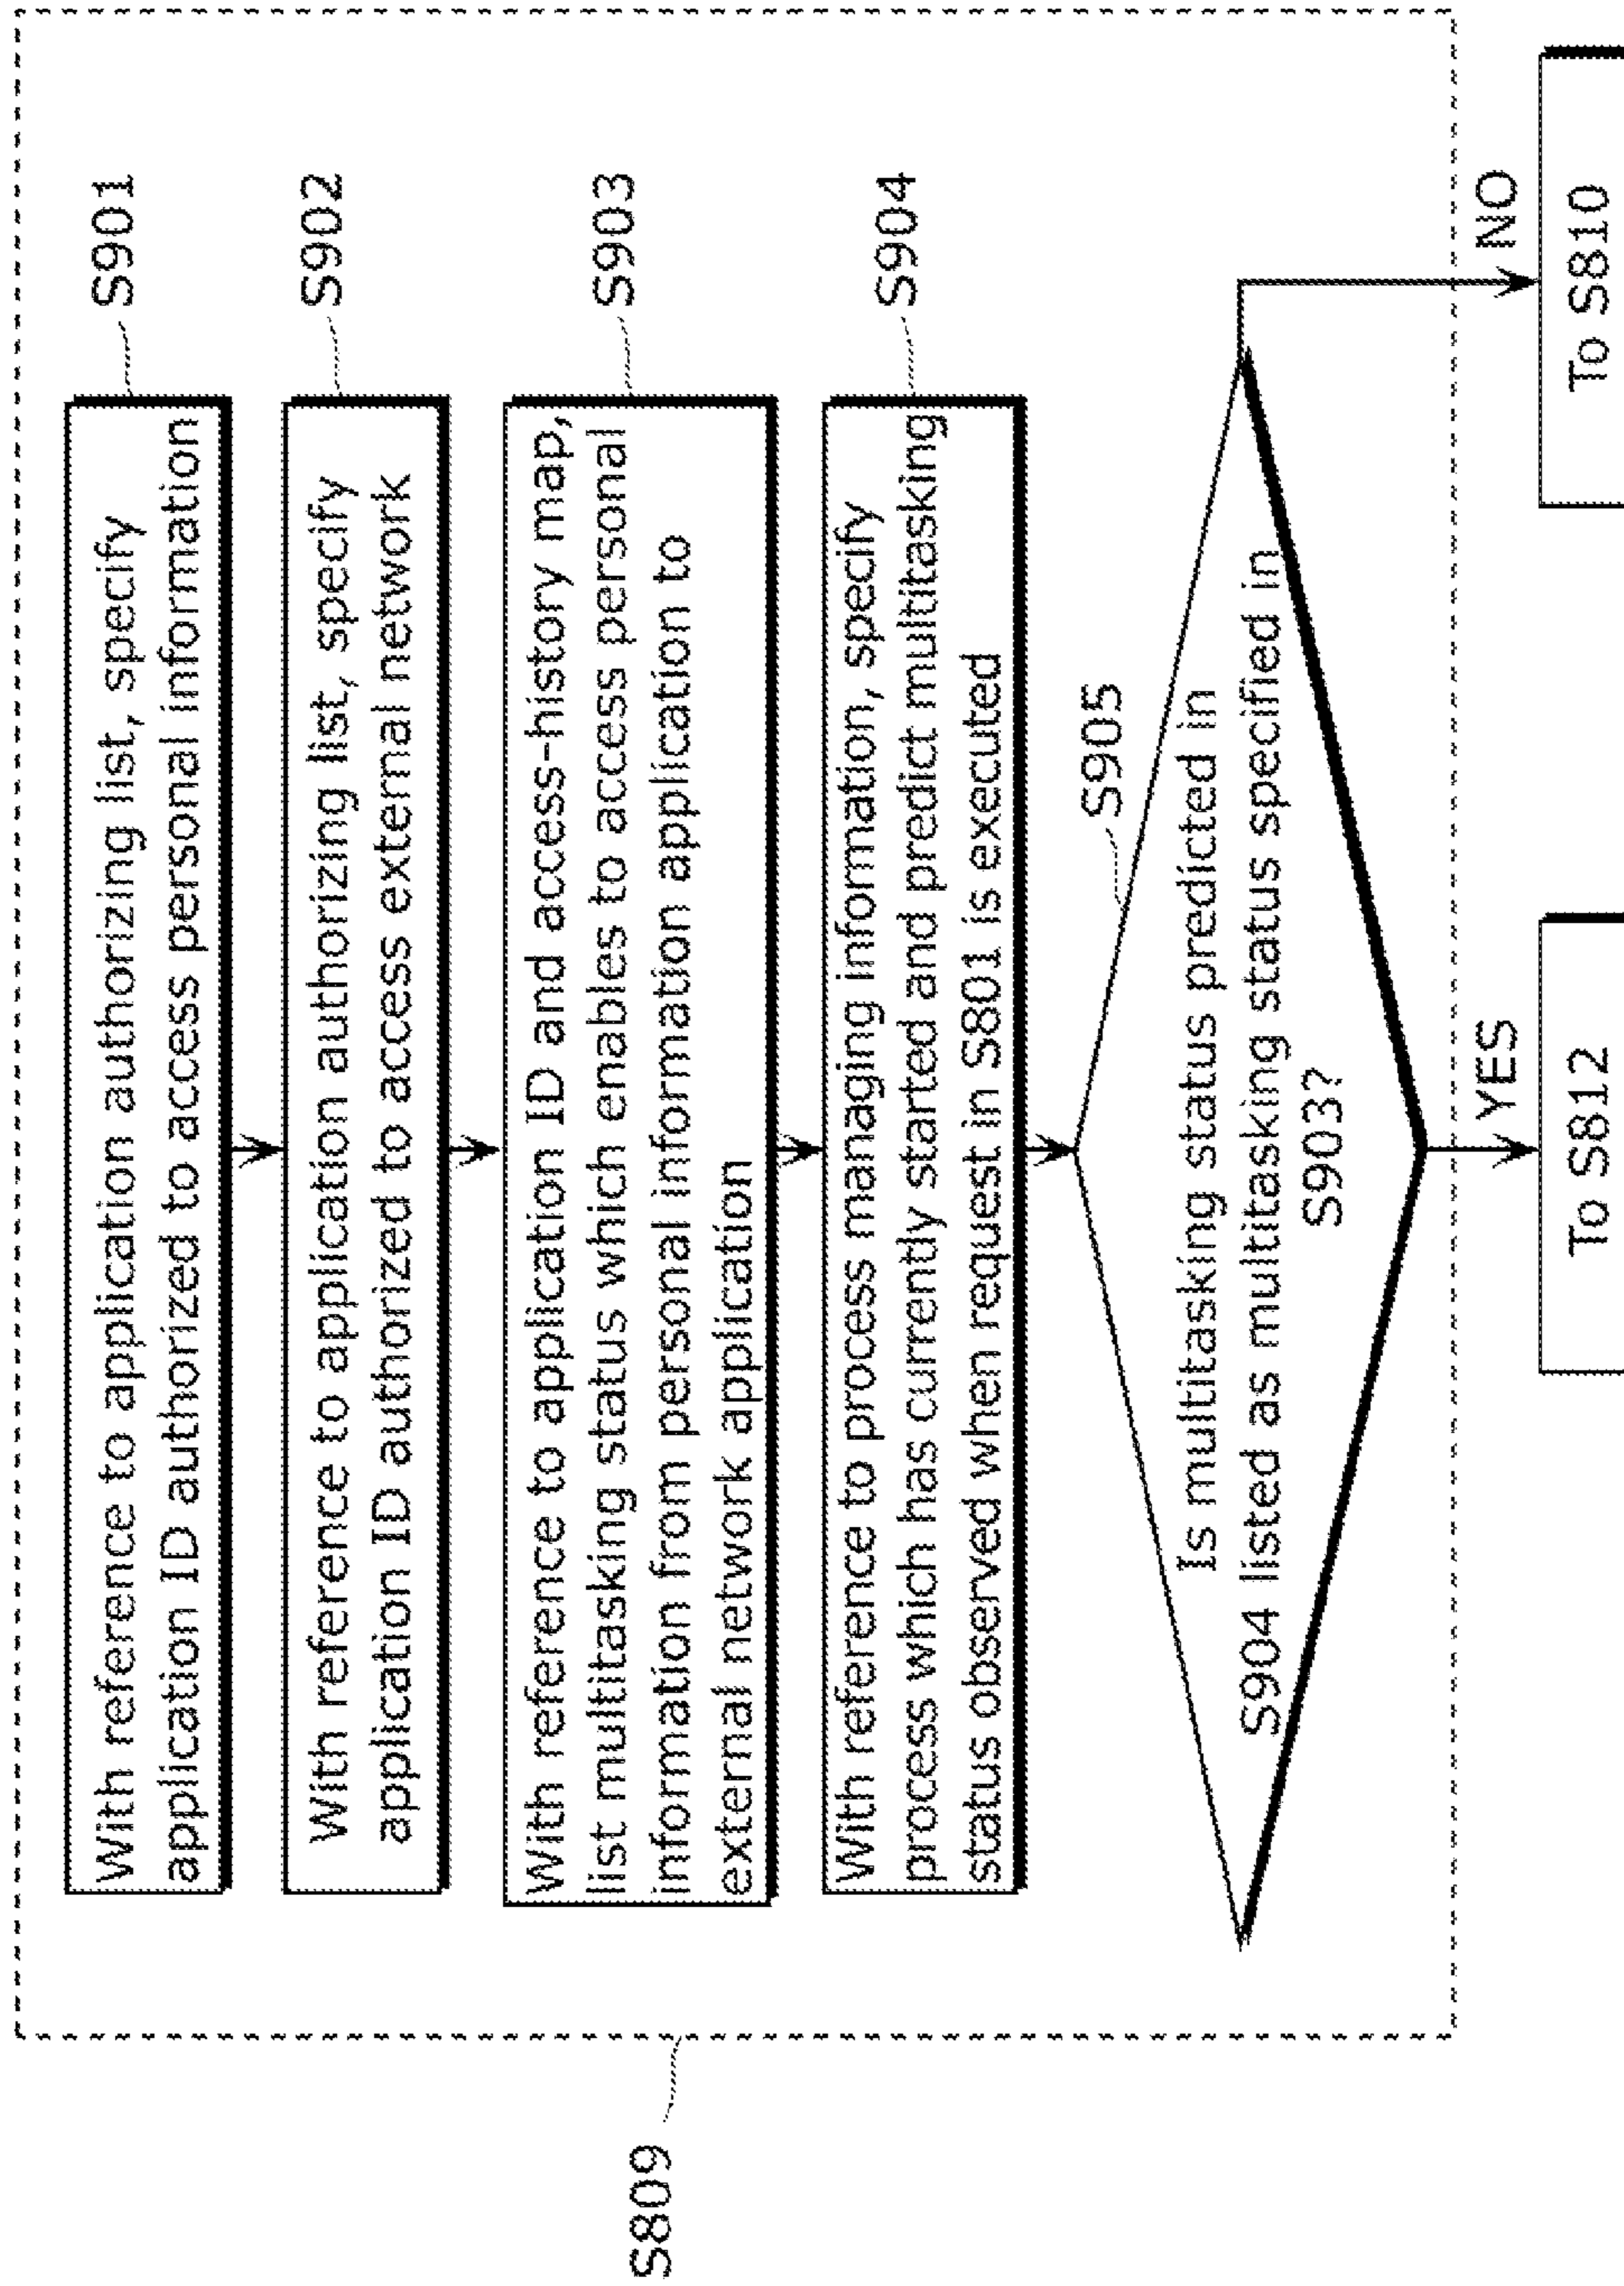 S809
With reference to application authorizing list, specify
application ID authorized to access personal information
S901
With reference to application authorizing list, specify
application ID authorized to access external network
S902
With reference to application ID and access-history map,
list multitasking status which enables to access personal
information from personal information application to
external network application
S903
With reference to process managing information, specify
process which has currently started and predict multitasking
status observed when request in S801 is executed
S904
S905
Is multitasking status predicted in
S904 listed as multitasking status specified in
S903?
YES
NO
To S812
To S810